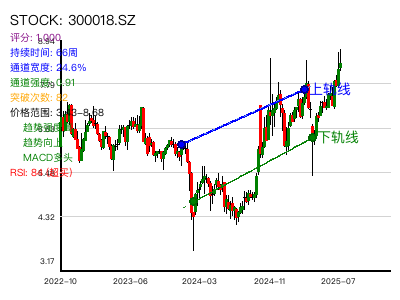 STOCK: 300018.SZ
评分: 1.000
8.94
持续时间: 66周
通道宽度: 24.6%
通道强度: 0.91
突破次数: 92
价格范围:
趋势向上
MACD多头
RSI: 84 (超买)
上轨线
下轨线
4.32
3.17
2022-10 2023-06 2024-03 2024-11 2025-07